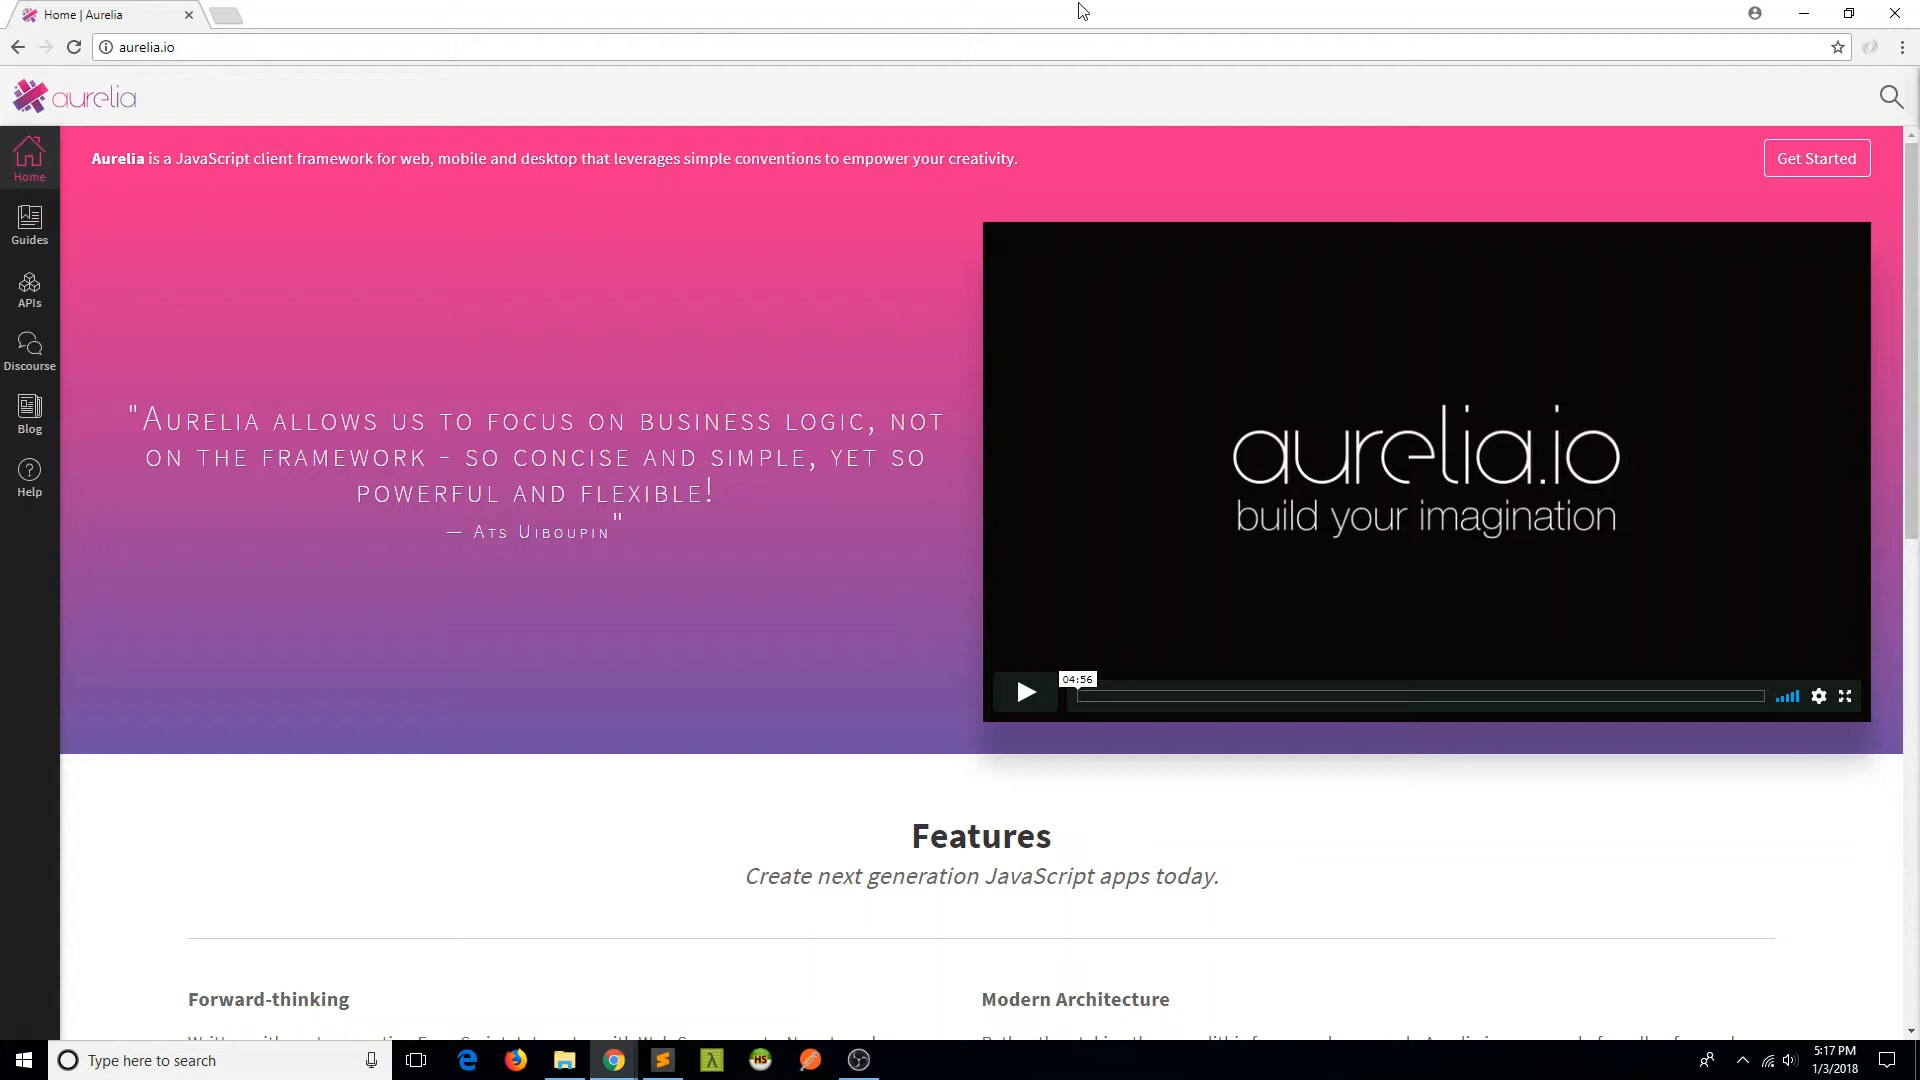 Home | Aurelia
aurelia.io
aurelia
Home
Guides
APIs
Discourse
Blog
Help
Aurelia is a JavaScript client framework for web, mobile and desktop that leverages simple conventions to empower your creativity.
Get Started
"Aurelia allows us to focus on business logic, not
on the framework - so concise and simple, yet so
powerful and flexible!
— Ats Uiboupin"
aurelia.io
build your imagination
04:56
Features
Create next generation JavaScript apps today.
Forward-thinking
Modern Architecture
Type here to search
HS
5:17 PM
1/3/2018